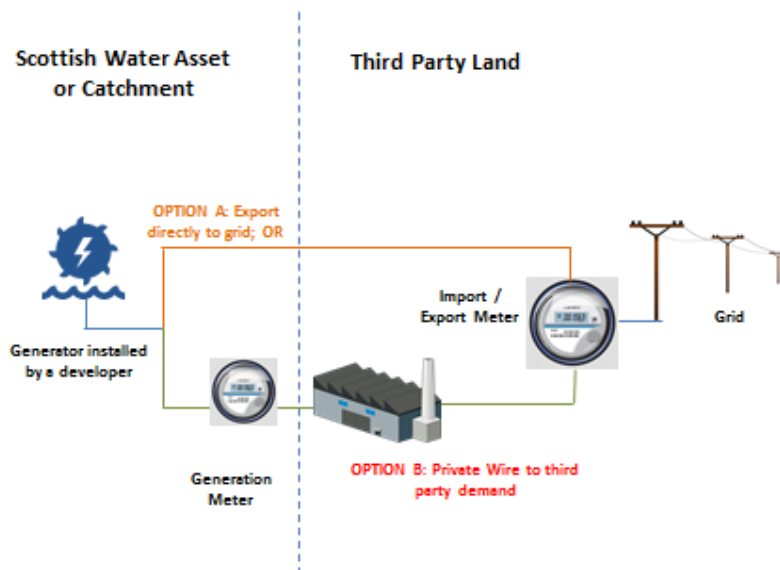 Scottish Water Asset
or Catchment
Third Party Land
OPTION A: Export
directly to grid; OR
Import /
Export Meter
Grid
Generator installed
by a developer
Generation
Meter
OPTION B: Private Wire to third
party demand